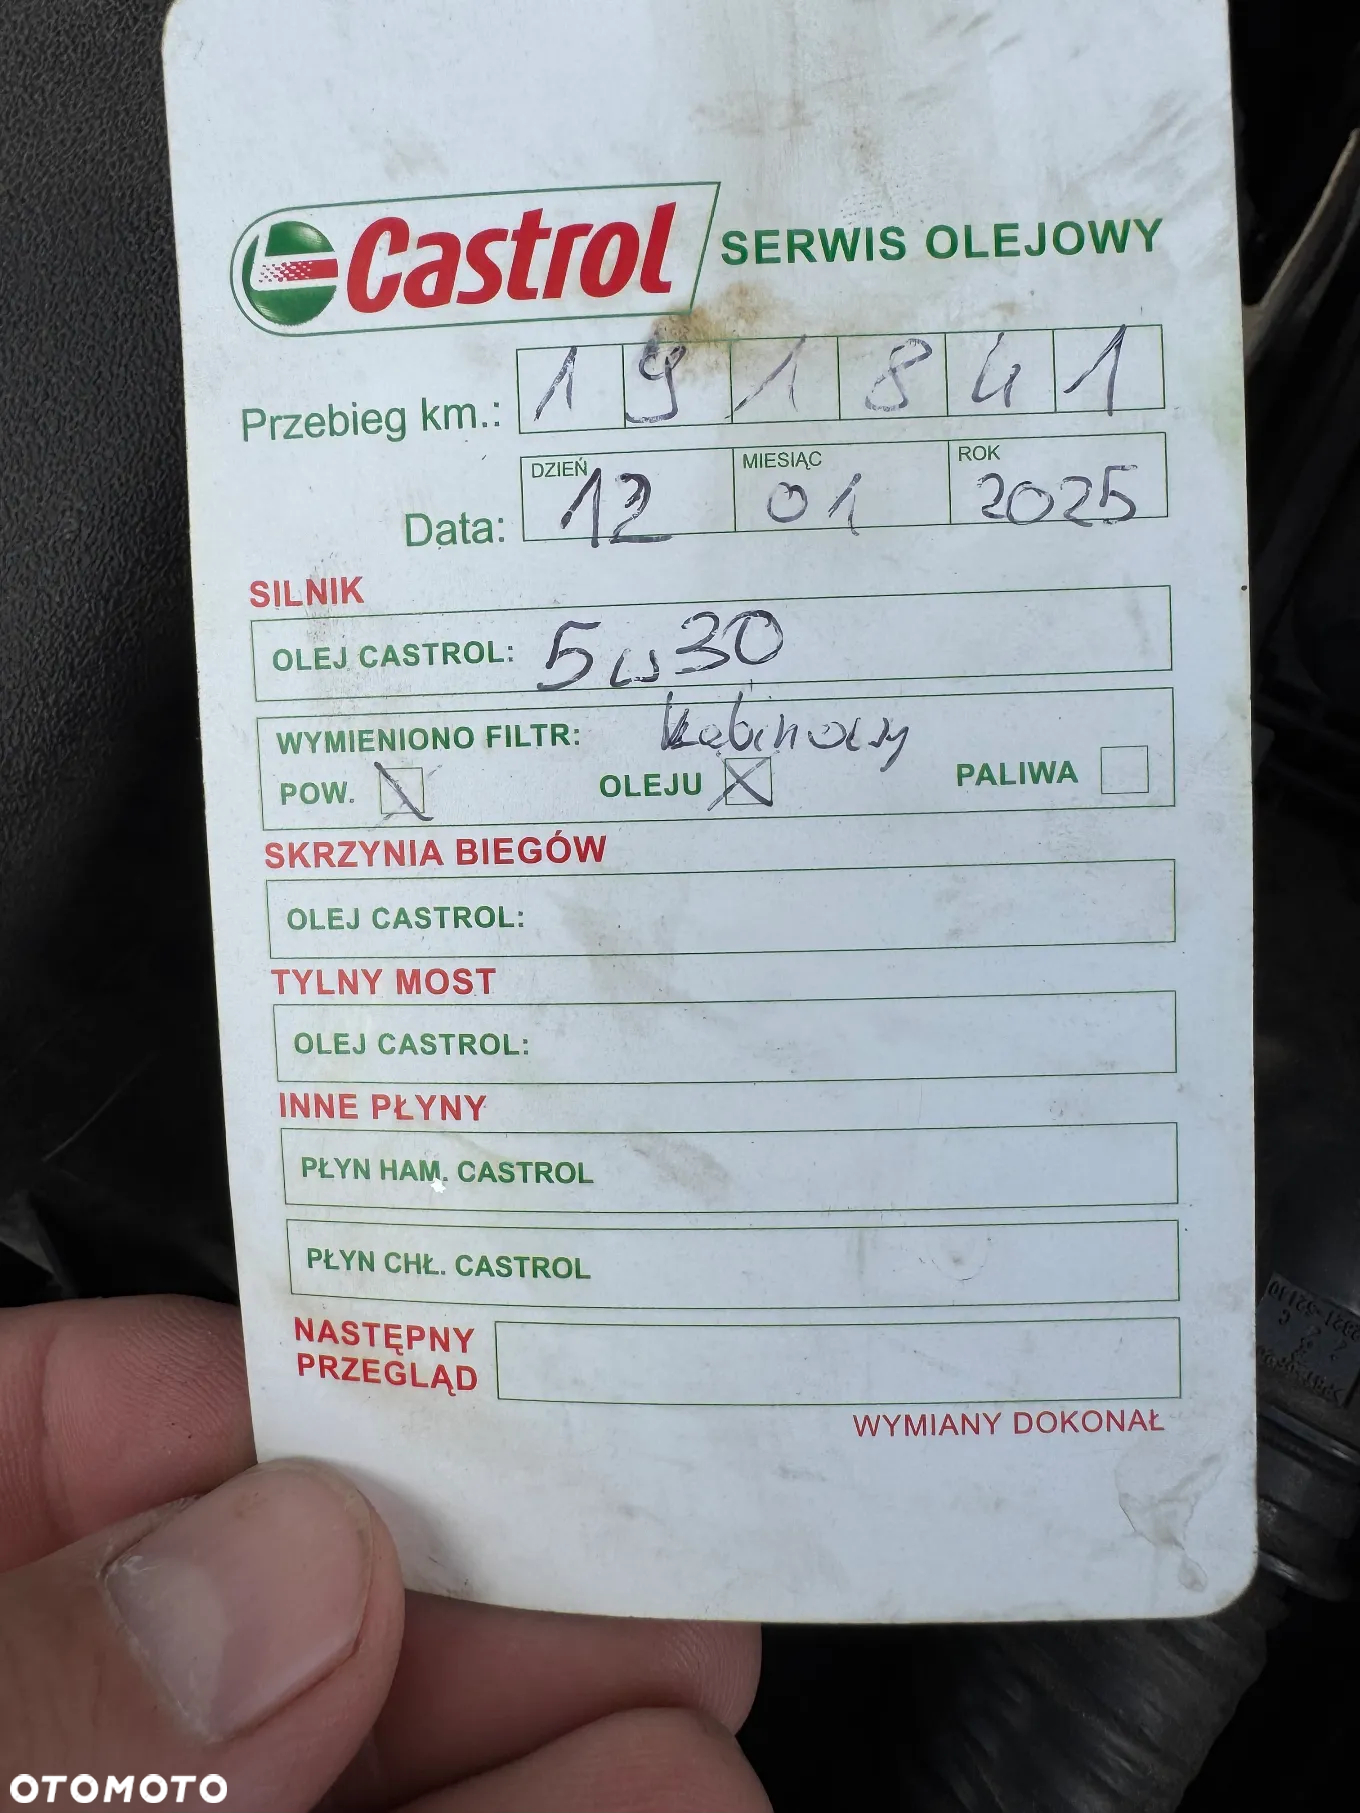 Castrol SERWIS OLEJOWY
Przebieg km.: 1 9 1 8 4 1
DZIEŃ MIESIĄC ROK
Data: 12 01 2025
SILNIK
OLEJ CASTROL: 5w30
WYMIENIONO FILTR: kabinowy
POW. OLEJU PALIWA
SKRZYNIA BIEGÓW
OLEJ CASTROL:
TYLNY MOST
OLEJ CASTROL:
INNE PŁYNY
PŁYN HAM. CASTROL
PŁYN CHŁ. CASTROL
NASTĘPNY
PRZEGLĄD
WYMIANY DOKONAŁ
OTOMOTO